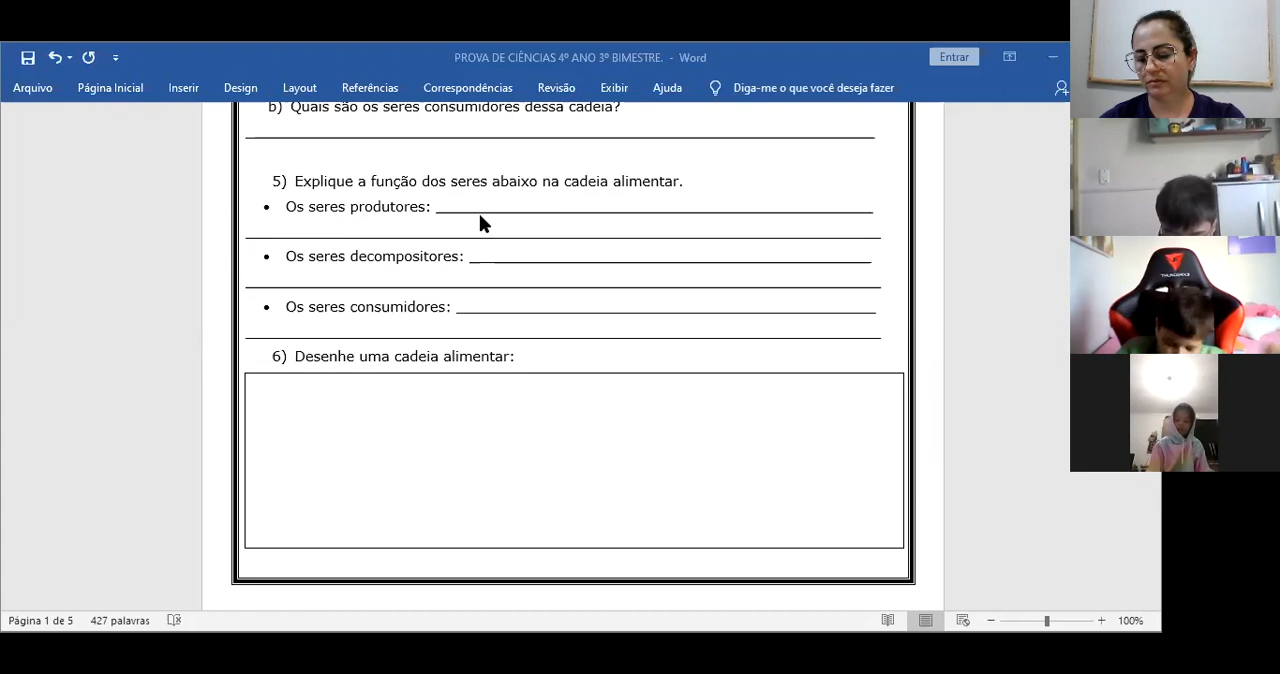 PROVA DE CIÊNCIAS 4º ANO 3º BIMESTRE. - Word
Entrar
Arquivo Página Inicial Inserir Design Layout Referências Correspondências Revisão Exibir Ajuda Diga-me o que você deseja fazer
b) Quais são os seres consumidores dessa cadeia?
5) Explique a função dos seres abaixo na cadeia alimentar.
• Os seres produtores:
• Os seres decompositores:
• Os seres consumidores:
6) Desenhe uma cadeia alimentar:
Página 1 de 5 427 palavras 100%